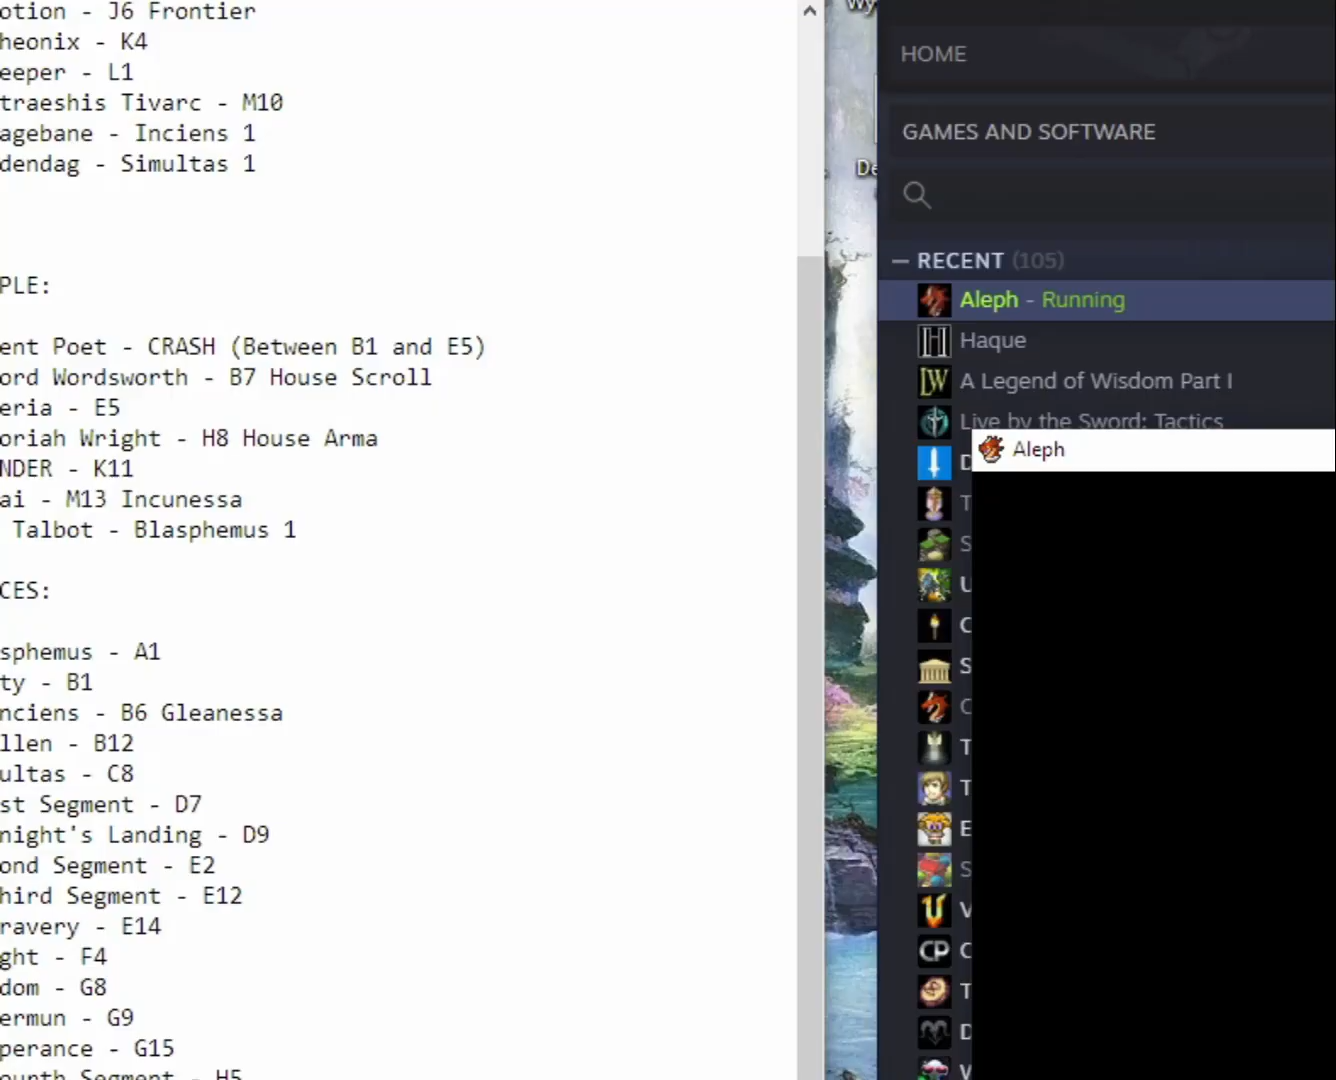 otion - J6 Frontier
heonix - K4
eeper - L1
traeshis Tivarc - M10
agebane - Inciens 1
dendag - Simultas 1
PLE:
ent Poet - CRASH (Between B1 and E5)
ord Wordsworth - B7 House Scroll
eria - E5
oriah Wright - H8 House Arma
NDER - K11
ai - M13 Incunessa
Talbot - Blasphemus 1
CES:
sphemus - A1
ty - B1
nciens - B6 Gleanessa
llen - B12
ultas - C8
st Segment - D7
night's Landing - D9
ond Segment - E2
hird Segment - E12
ravery - E14
ght - F4
dom - G8
ermun - G9
perance - G15
ourth Segment - H5
Wy
De
HOME
GAMES AND SOFTWARE
RECENT (105)
Aleph - Running
Haque
A Legend of Wisdom Part I
Live by the Sword: Tactics
Aleph
D
T
S
U
C
S
C
T
T
E
S
V
C
T
D
V